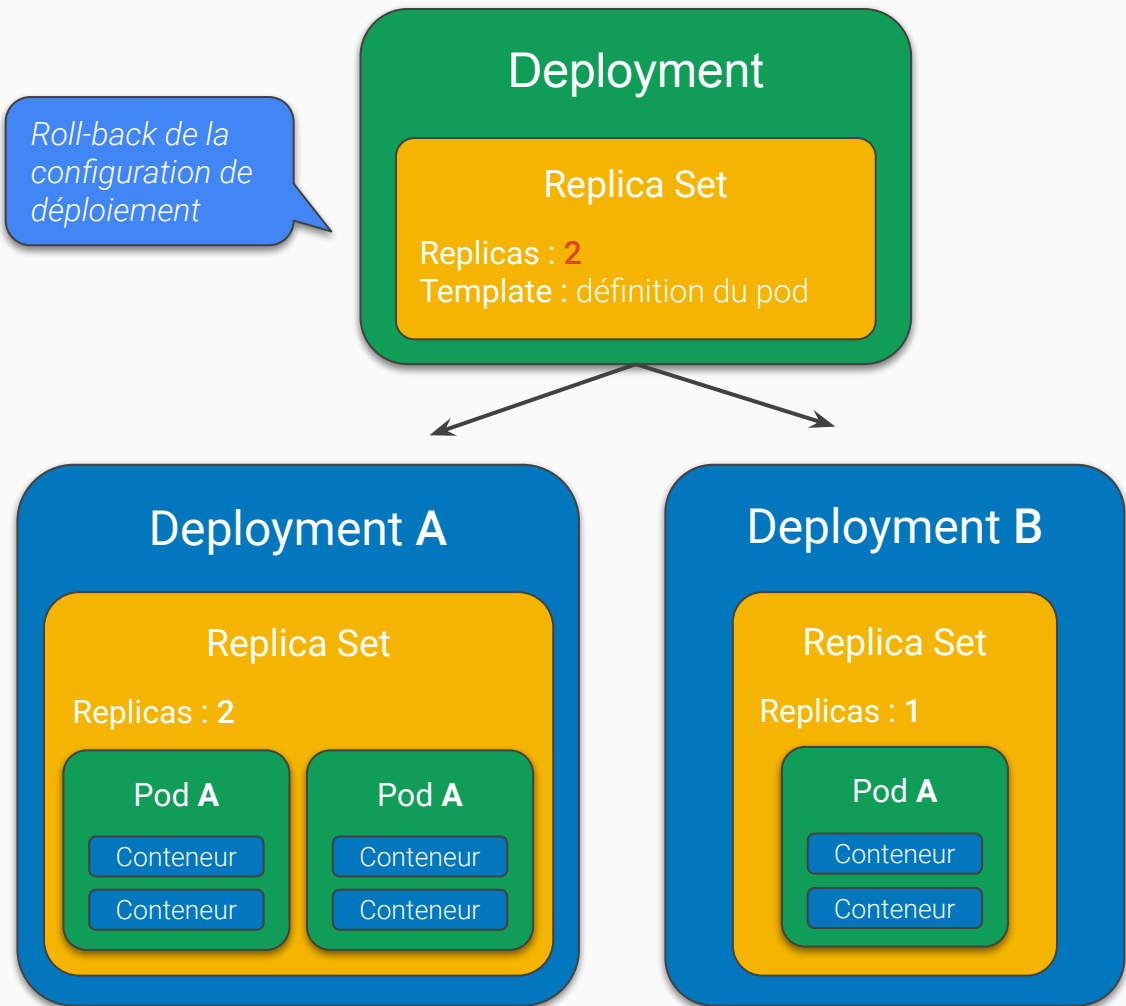 Deployment
Roll-back de la
configuration de
déploiement
Replica Set
Replicas : 2
Template : définition du pod
Deployment A
Replica Set
Replicas : 2
Pod A
Conteneur
Conteneur
Pod A
Conteneur
Conteneur
Deployment B
Replica Set
Replicas : 1
Pod A
Conteneur
Conteneur